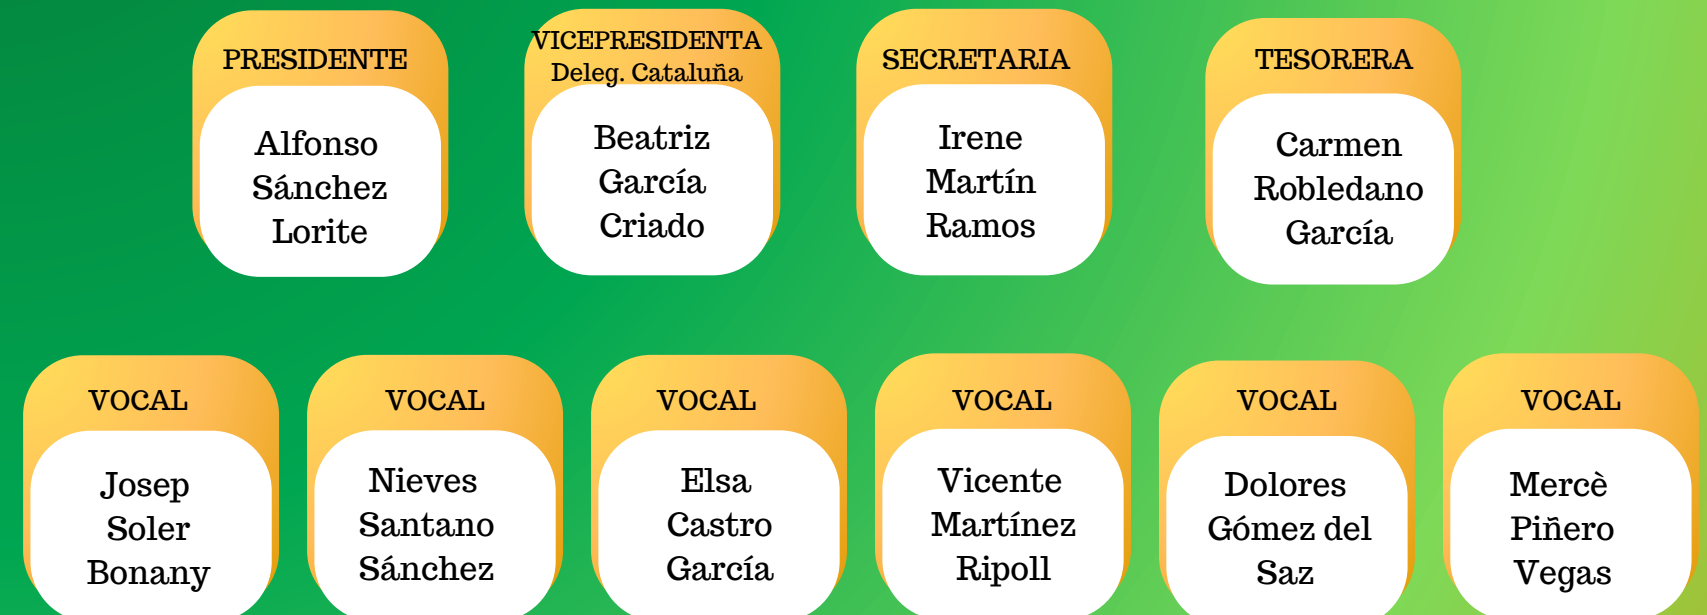 PRESIDENTE
Alfonso
Sánchez
Lorite
VICEPRESIDENTA
Deleg. Cataluña
Beatriz
García
Criado
SECRETARIA
Irene
Martín
Ramos
TESORERA
Carmen
Robledano
García
VOCAL
Josep
Soler
Bonany
VOCAL
Nieves
Santano
Sánchez
VOCAL
Elsa
Castro
García
VOCAL
Vicente
Martínez
Ripoll
VOCAL
Dolores
Gómez del
Saz
VOCAL
Mercè
Piñero
Vegas